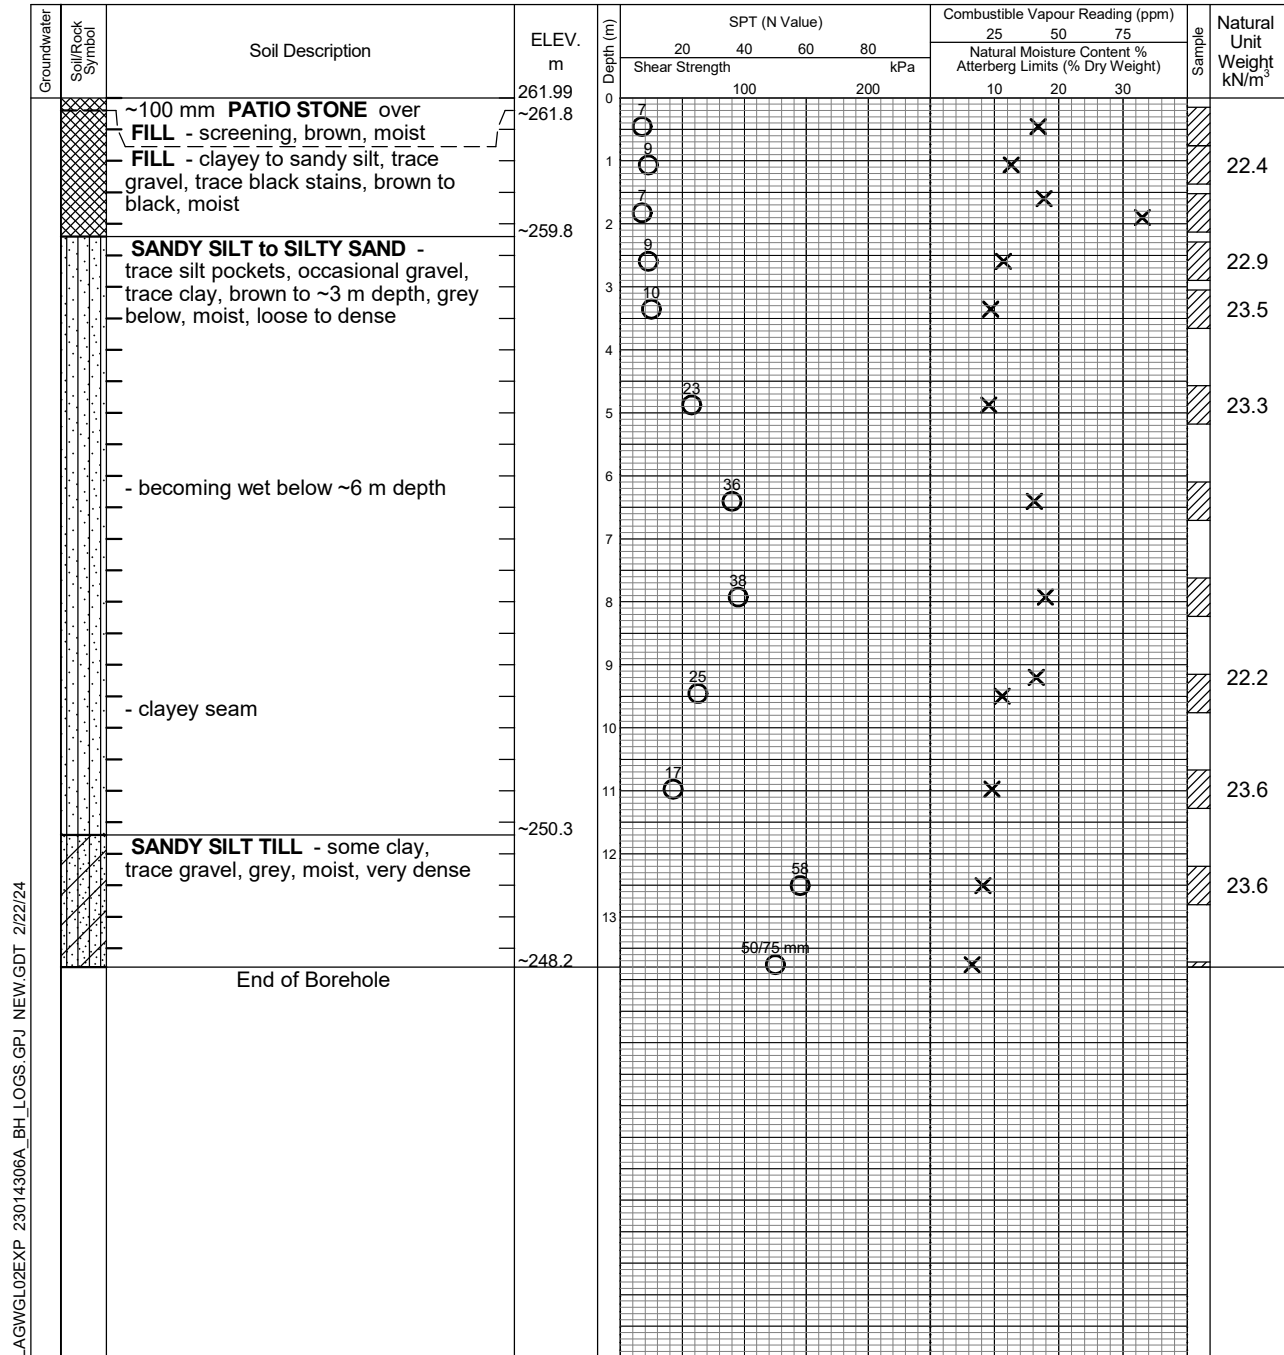 Groundwater
Soil/Rock
Symbol
Soil Description
ELEV.
m
Depth (m)
SPT (N Value)
20 40 60 80
Shear Strength kPa
100 200
Combustible Vapour Reading (ppm)
25 50 75
Natural Moisture Content %
Atterberg Limits (% Dry Weight)
10 20 30
Sample
Natural
Unit
Weight
kN/m³
261.99
0
~100 mm PATIO STONE over
~261.8
FILL - screening, brown, moist
7
FILL - clayey to sandy silt, trace
gravel, trace black stains, brown to
black, moist
9
1
22.4
7
2
~259.8
SANDY SILT to SILTY SAND -
trace silt pockets, occasional gravel,
trace clay, brown to ~3 m depth, grey
below, moist, loose to dense
9
22.9
3
10
23.5
4
23
5
23.3
6
- becoming wet below ~6 m depth
36
7
38
8
9
25
22.2
- clayey seam
10
17
11
23.6
~250.3
SANDY SILT TILL - some clay,
trace gravel, grey, moist, very dense
12
58
23.6
13
50/75 mm
~248.2
End of Borehole
AGWGL02EXP 23014306A_BH_LOGS.GPJ NEW.GDT 2/22/24